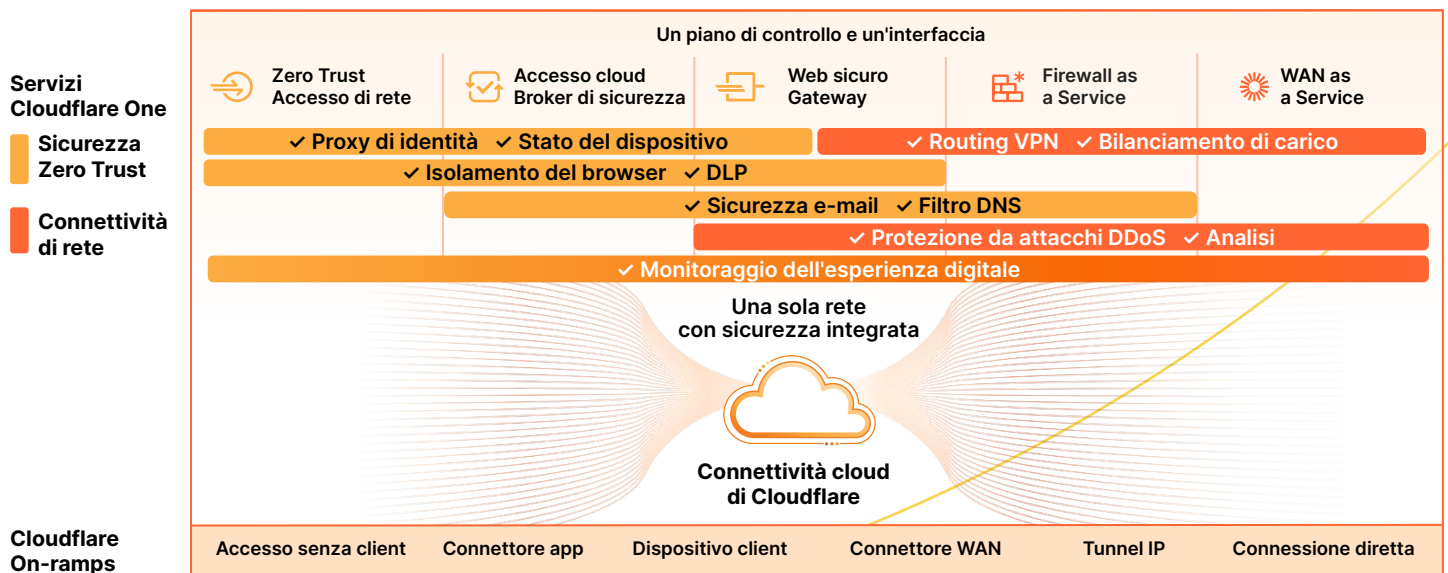 Un piano di controllo e un'interfaccia
Servizi
Cloudflare One
Sicurezza
Zero Trust
Connettività
di rete
Zero Trust
Accesso di rete
Accesso cloud
Broker di sicurezza
Web sicuro
Gateway
Firewall as
a Service
WAN as
a Service
✓ Proxy di identità ✓ Stato del dispositivo
✓ Routing VPN ✓ Bilanciamento di carico
✓ Isolamento del browser ✓ DLP
✓ Sicurezza e-mail ✓ Filtro DNS
✓ Protezione da attacchi DDoS ✓ Analisi
✓ Monitoraggio dell'esperienza digitale
Una sola rete
con sicurezza integrata
Connettività cloud
di Cloudflare
Cloudflare
On-ramps
Accesso senza client
Connettore app
Dispositivo client
Connettore WAN
Tunnel IP
Connessione diretta